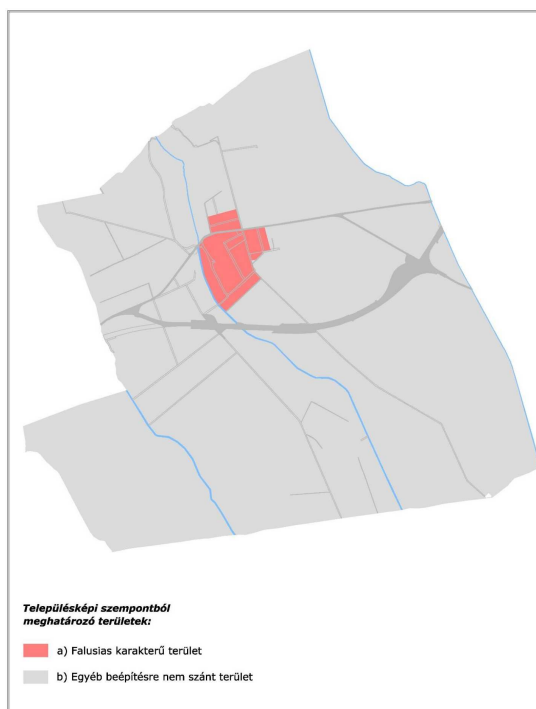 Településképi szempontból
meghatározó területek:
a) Falusias karakterű terület
b) Egyéb beépítésre nem szánt terület